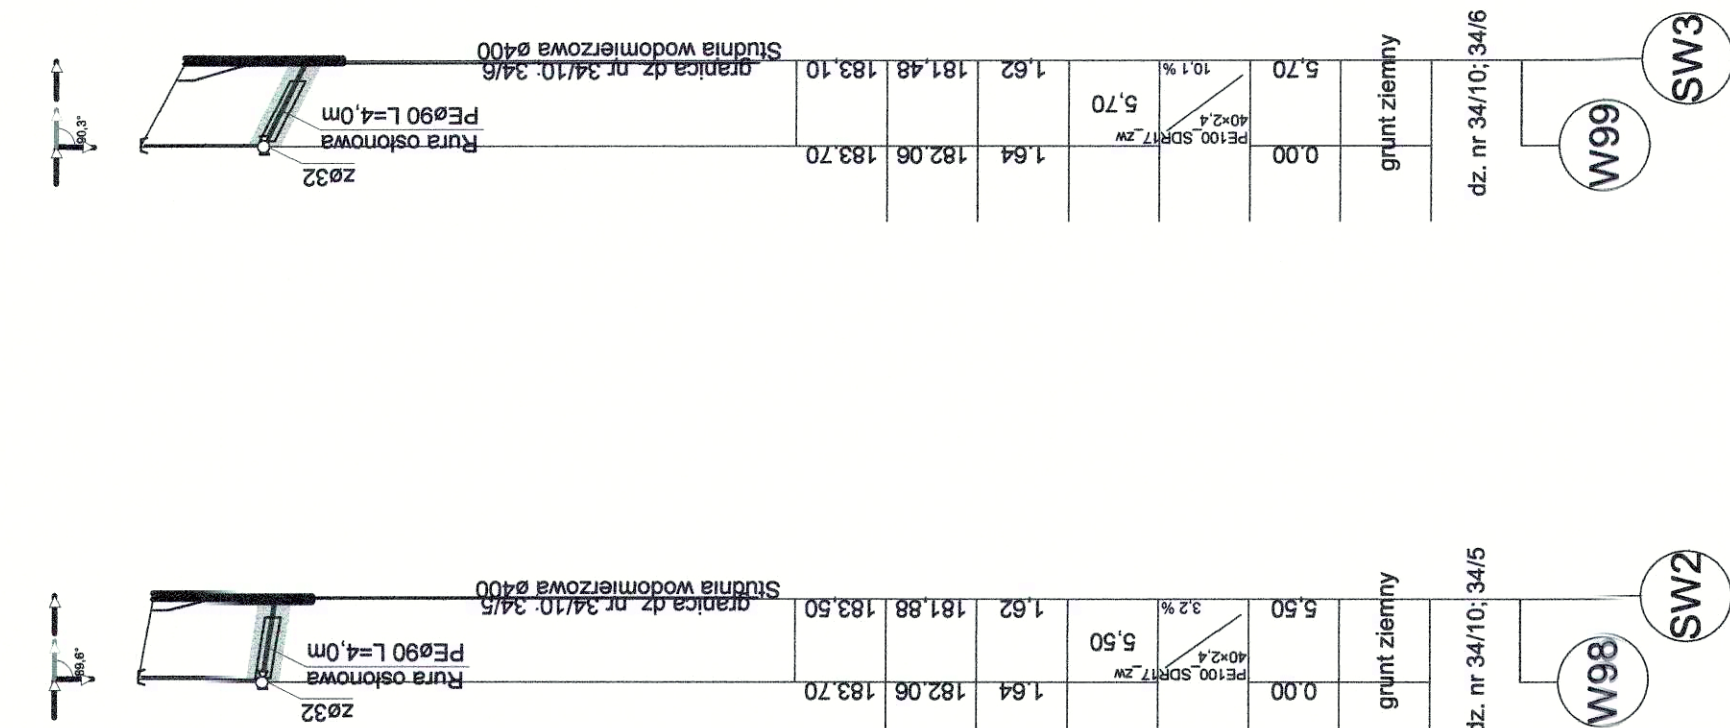 Studnia wodomierzowa ø400
granica dz. nr 34/10; 34/6
183,10
181,48
1,62
10,1 %
5,70
5,70
grunt ziemny
dz. nr 34/10; 34/6
SW3
90,3°
PEø90 L=4,0m
Rura osłonowa
zø32
183.70
182.06
1.64
PE100_SDR17_zw
40×2,4
0.00
W99
Studnia wodomierzowa ø400
granica dz. nr 34/10; 34/5
183,50
181,88
1,62
3,2 %
5,50
5,50
grunt ziemny
dz. nr 34/10; 34/5
SW2
89,6°
PEø90 L=4,0m
Rura osłonowa
zø32
183.70
182.06
1.64
PE100_SDR17_zw
40×2,4
0.00
W98